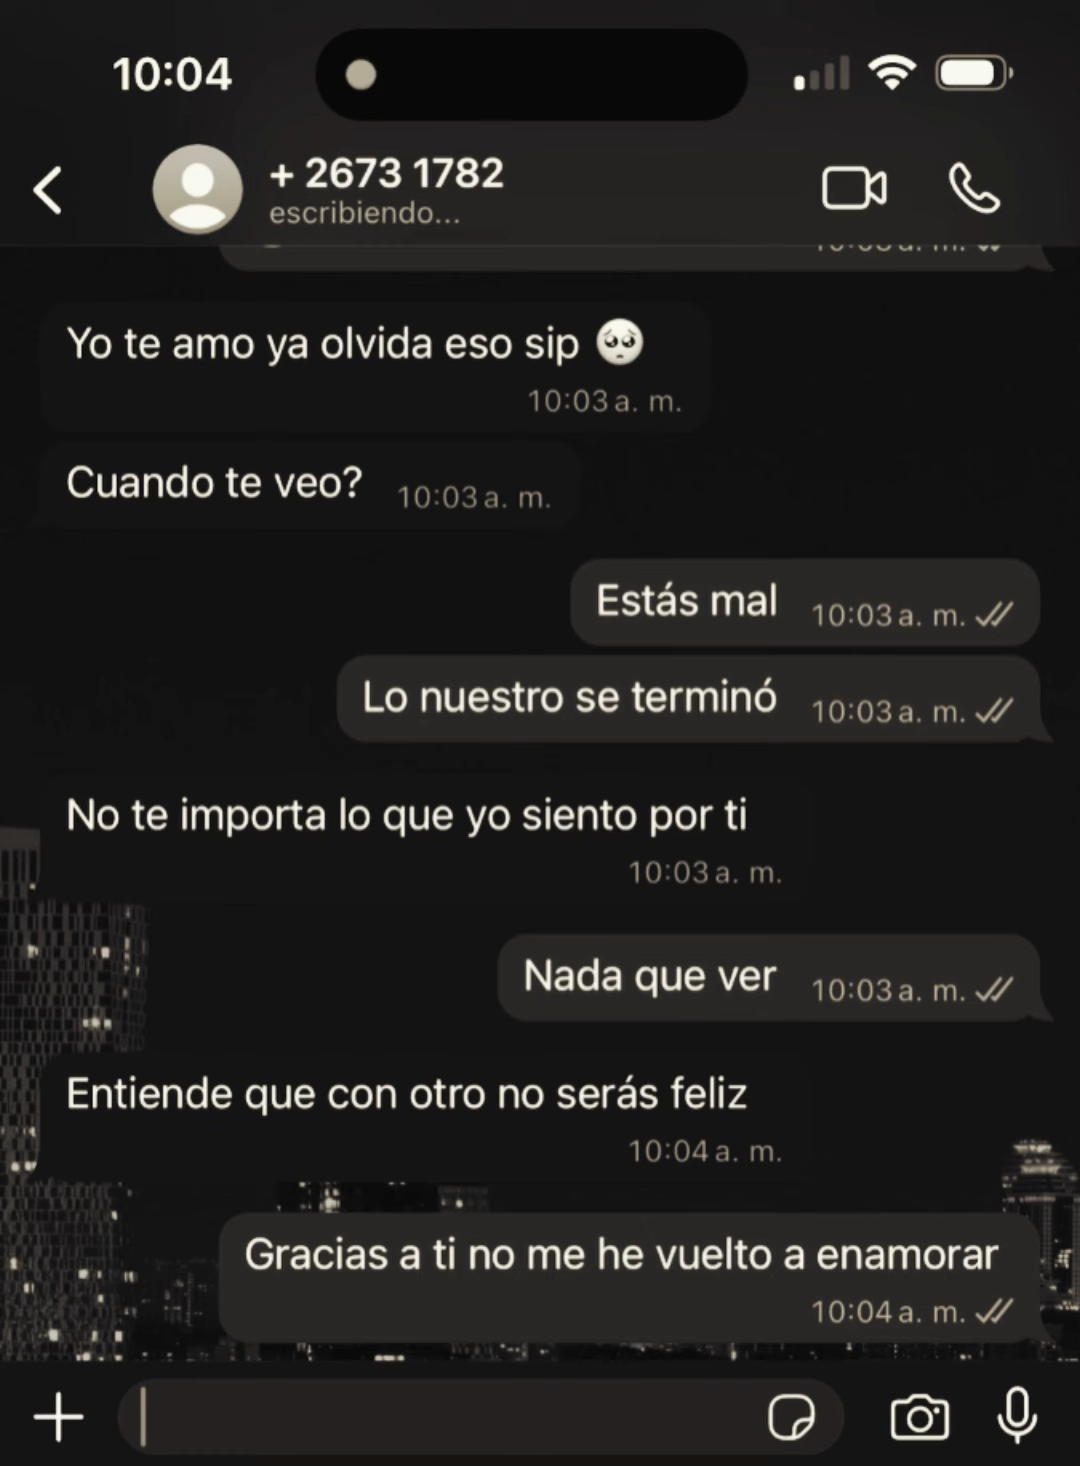 10:04
+ 2673 1782
escribiendo...
Yo te amo ya olvida eso sip 🥺
10:03 a. m.
Cuando te veo? 10:03 a. m.
Estás mal 10:03 a. m.
Lo nuestro se terminó 10:03 a. m.
No te importa lo que yo siento por ti
10:03 a. m.
Nada que ver 10:03 a. m.
Entiende que con otro no serás feliz
10:04 a. m.
Gracias a ti no me he vuelto a enamorar
10:04 a. m.